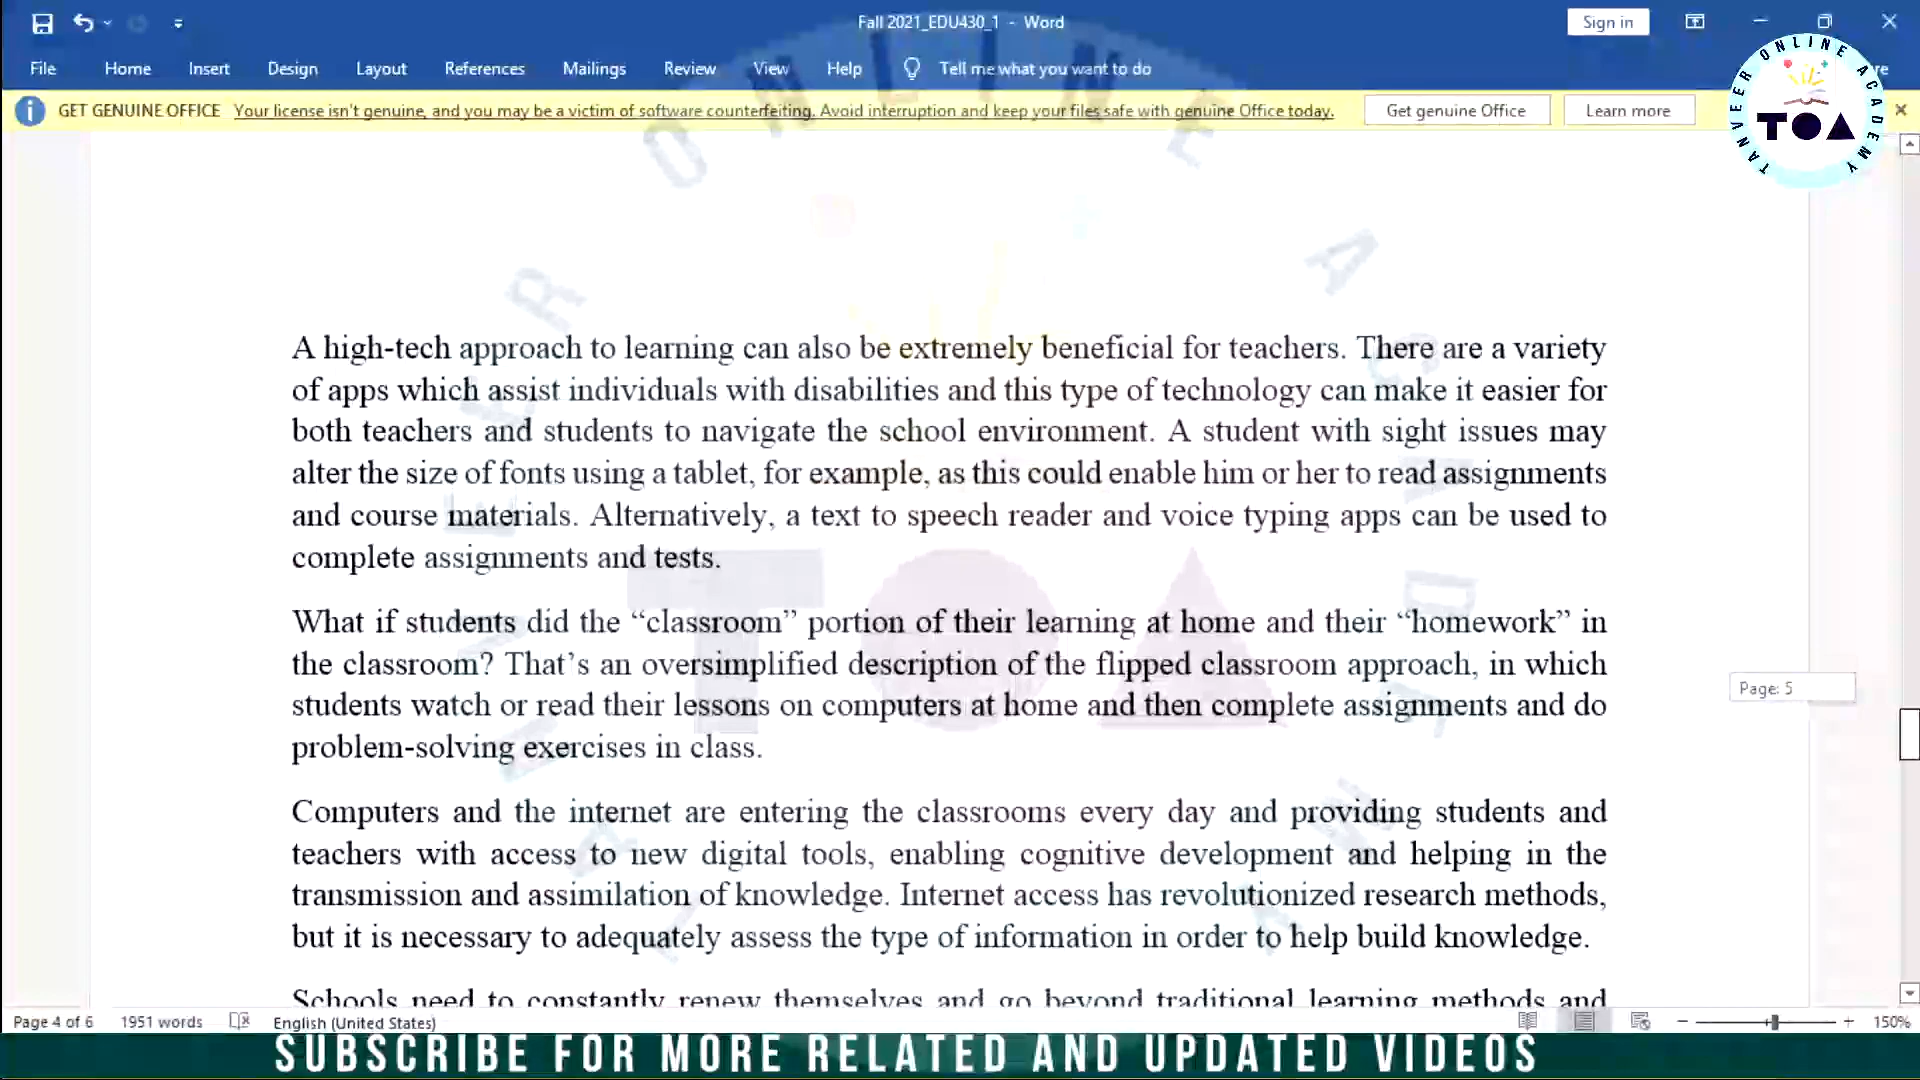 Fall 2021_EDU430_1 - Word
Sign in
File Home Insert Design Layout References Mailings Review View Help Tell me what you want to do
GET GENUINE OFFICE Your license isn't genuine, and you may be a victim of software counterfeiting. Avoid interruption and keep your files safe with genuine Office today. Get genuine Office Learn more
TANVEER ONLINE ACADEMY
TOA
A high-tech approach to learning can also be extremely beneficial for teachers. There are a variety
of apps which assist individuals with disabilities and this type of technology can make it easier for
both teachers and students to navigate the school environment. A student with sight issues may
alter the size of fonts using a tablet, for example, as this could enable him or her to read assignments
and course materials. Alternatively, a text to speech reader and voice typing apps can be used to
complete assignments and tests.
What if students did the “classroom” portion of their learning at home and their “homework” in
the classroom? That’s an oversimplified description of the flipped classroom approach, in which
students watch or read their lessons on computers at home and then complete assignments and do
problem-solving exercises in class.
Page: 5
Computers and the internet are entering the classrooms every day and providing students and
teachers with access to new digital tools, enabling cognitive development and helping in the
transmission and assimilation of knowledge. Internet access has revolutionized research methods,
but it is necessary to adequately assess the type of information in order to help build knowledge.
Schools need to constantly renew themselves and go beyond traditional learning methods and
TANVEER ONLINE ACADEMY
TOA
Page 4 of 6 1951 words English (United States) 150%
SUBSCRIBE FOR MORE RELATED AND UPDATED VIDEOS